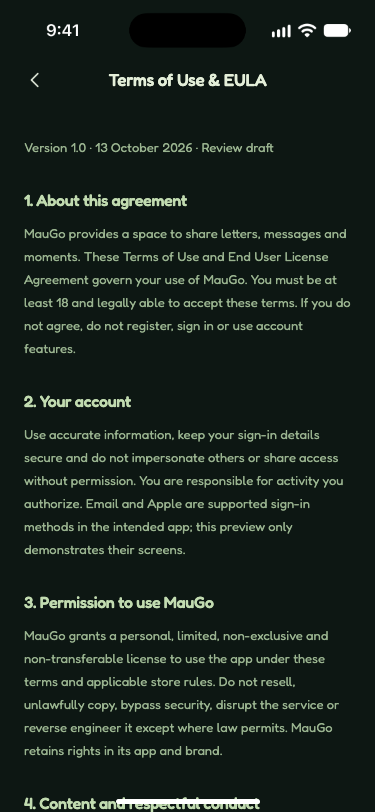 9:41
Terms of Use & EULA
Version 1.0 · 13 October 2026 · Review draft
1. About this agreement
MauGo provides a space to share letters, messages and
moments. These Terms of Use and End User License
Agreement govern your use of MauGo. You must be at
least 18 and legally able to accept these terms. If you do
not agree, do not register, sign in or use account
features.
2. Your account
Use accurate information, keep your sign-in details
secure and do not impersonate others or share access
without permission. You are responsible for activity you
authorize. Email and Apple are supported sign-in
methods in the intended app; this preview only
demonstrates their screens.
3. Permission to use MauGo
MauGo grants a personal, limited, non-exclusive and
non-transferable license to use the app under these
terms and applicable store rules. Do not resell,
unlawfully copy, bypass security, disrupt the service or
reverse engineer it except where law permits. MauGo
retains rights in its app and brand.
4. Content and respectful conduct